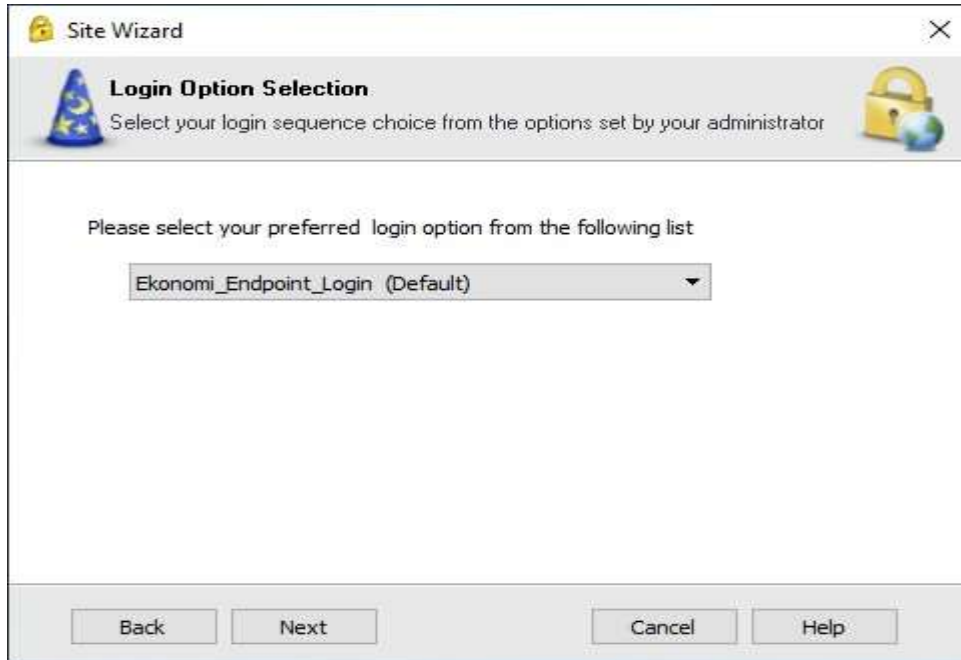 Site Wizard
Login Option Selection
Select your login sequence choice from the options set by your administrator
Please select your preferred  login option from the following list
Ekonomi_Endpoint_Login  (Default)
Back Next Cancel Help